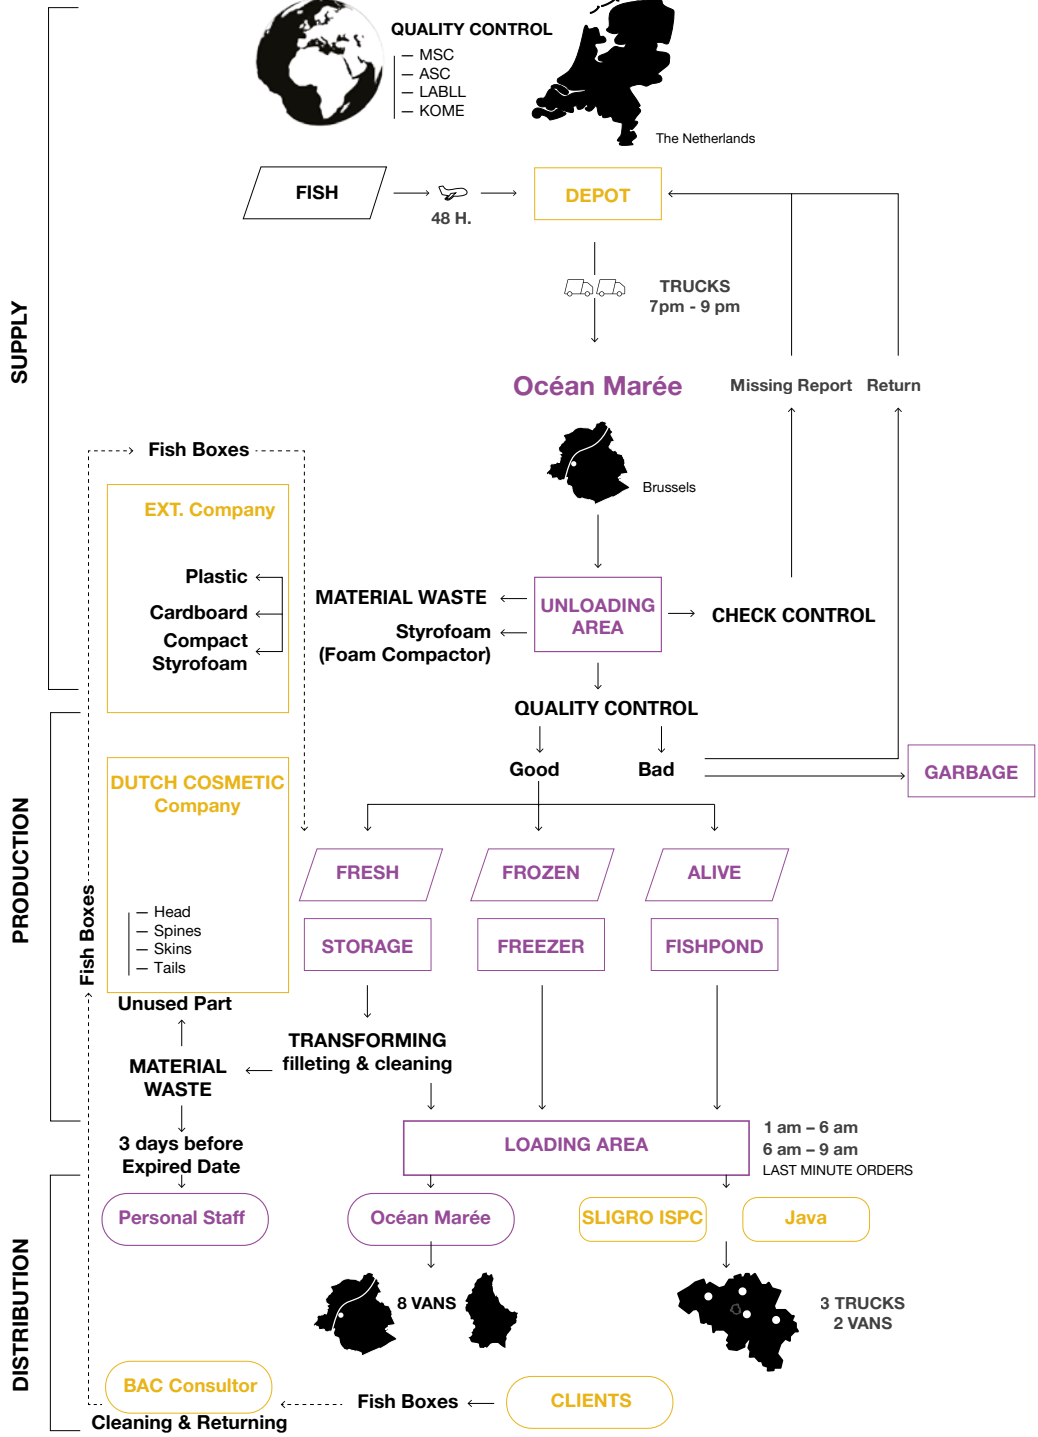 QUALITY CONTROL
— MSC
— ASC
— LABLL
— KOME
The Netherlands
FISH
48 H.
DEPOT
TRUCKS
7pm - 9 pm
SUPPLY
Océan Marée
Missing Report
Return
Brussels
Fish Boxes
EXT. Company
Plastic
Cardboard
Compact
Styrofoam
MATERIAL WASTE
Styrofoam
(Foam Compactor)
UNLOADING
AREA
CHECK CONTROL
QUALITY CONTROL
Good
Bad
GARBAGE
PRODUCTION
DUTCH COSMETIC
Company
— Head
— Spines
— Skins
— Tails
Unused Part
Fish Boxes
FRESH
FROZEN
ALIVE
STORAGE
FREEZER
FISHPOND
TRANSFORMING
filleting & cleaning
MATERIAL
WASTE
3 days before
Expired Date
LOADING AREA
1 am – 6 am
6 am – 9 am
LAST MINUTE ORDERS
DISTRIBUTION
Personal Staff
Océan Marée
SLIGRO ISPC
Java
8 VANS
3 TRUCKS
2 VANS
BAC Consultor
Cleaning & Returning
Fish Boxes
CLIENTS